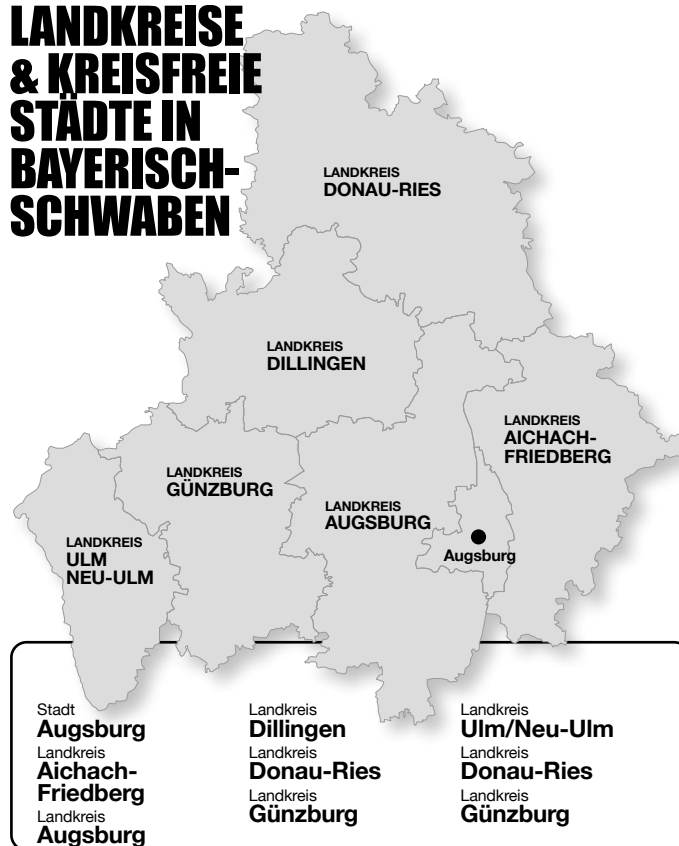 LANDKREISE
& KREISFREIE
STÄDTE IN
BAYERISCH-
SCHWABEN
LANDKREIS
DONAU-RIES
LANDKREIS
DILLINGEN
LANDKREIS
AICHACH-
FRIEDBERG
LANDKREIS
GÜNZBURG
LANDKREIS
AUGSBURG
LANDKREIS
ULM
NEU-ULM
Augsburg
Stadt
Augsburg
Landkreis
Aichach-
Friedberg
Landkreis
Augsburg
Landkreis
Dillingen
Landkreis
Donau-Ries
Landkreis
Günzburg
Landkreis
Ulm/Neu-Ulm
Landkreis
Donau-Ries
Landkreis
Günzburg